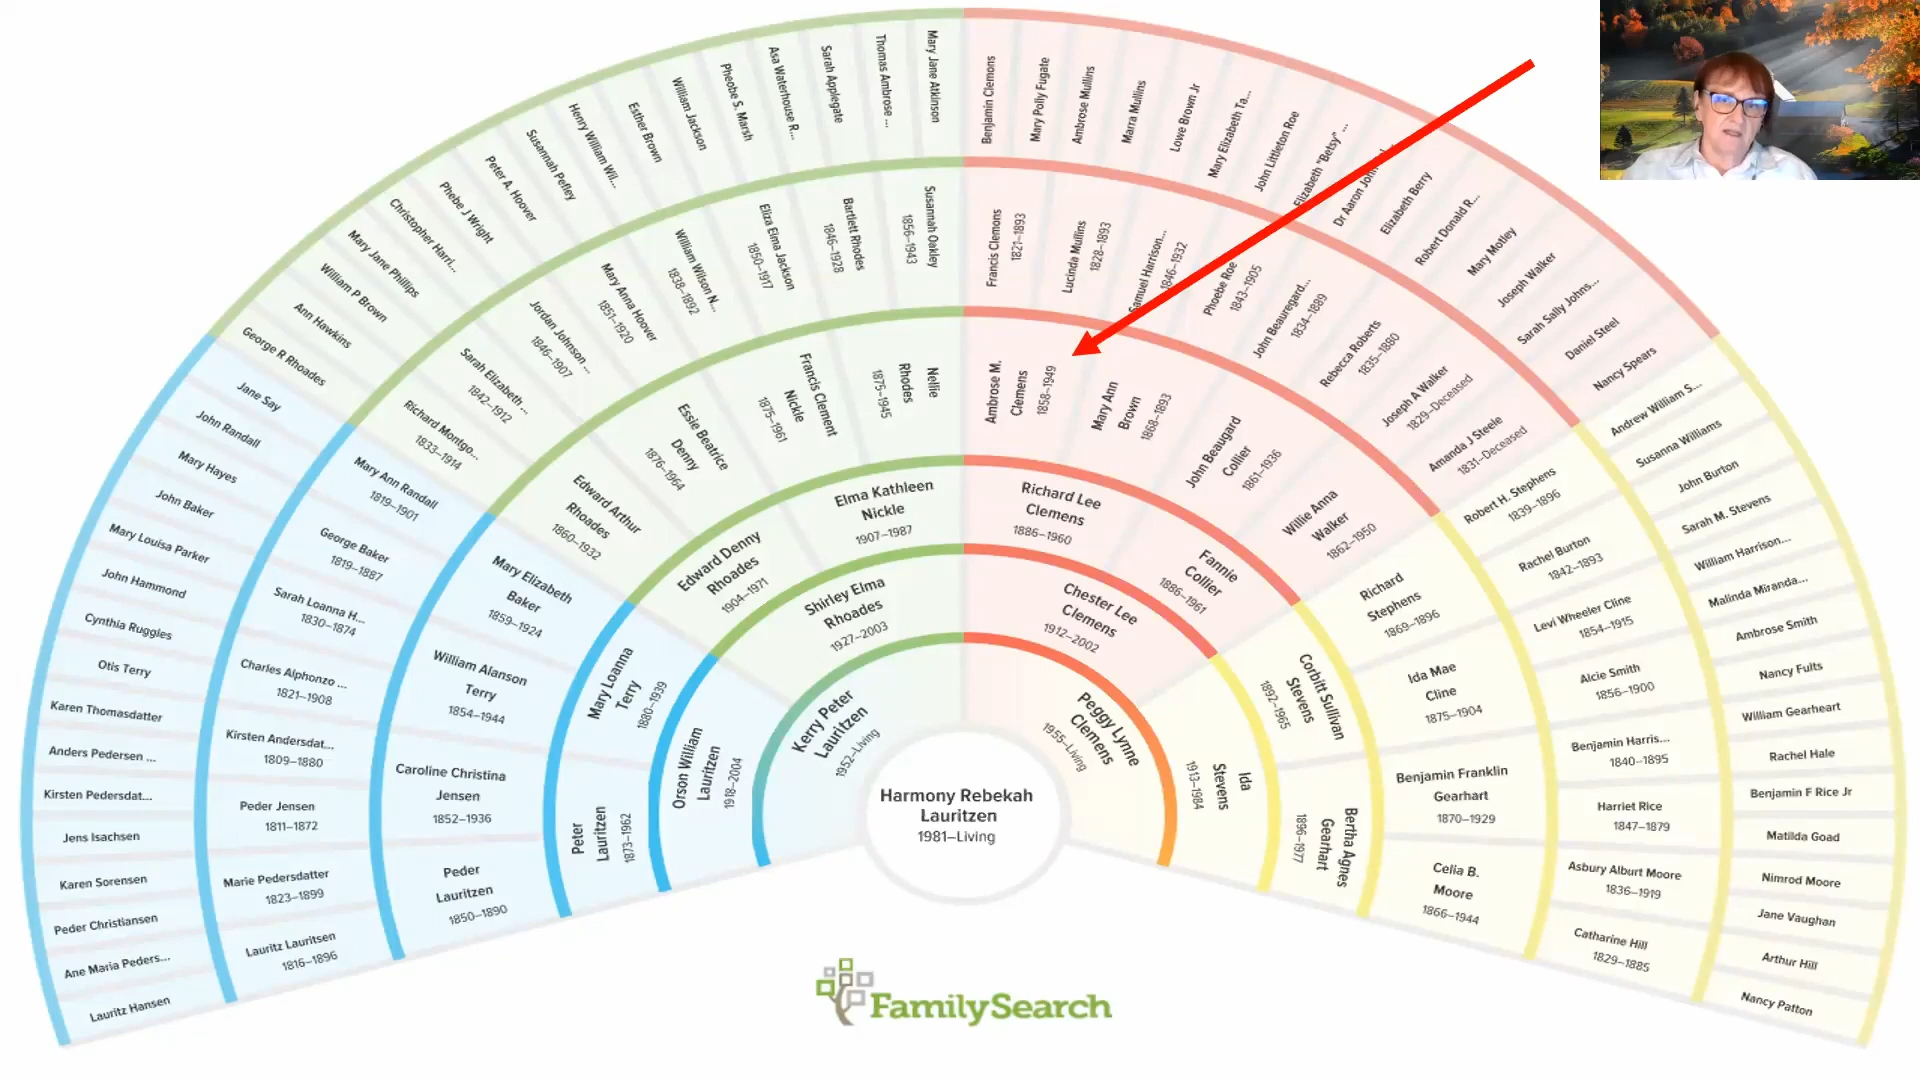 Lauritz Hansen
Ane Maria Peders...
Peder Christiansen
Karen Sorensen
Jens Isachsen
Kirsten Pedersdat...
Anders Pedersen ...
Karen Thomasdatter
Otis Terry
Cynthia Ruggles
John Hammond
Mary Louisa Parker
John Baker
Mary Hayes
John Randall
Jane Say
George R Rhoades
Ann Hawkins
William P Brown
Mary Jane Phillips
Christopher Harri...
Phebe J Wright
Peter A. Hoover
Susannah Pefley
Henry William Wil...
Esther Brown
William Jackson
Pheobe S. Marsh
Asa Waterhouse R...
Sarah Applegate
Thomas Ambrose ...
Mary Jane Atkinson
Benjamin Clemons
Mary Polly Fugate
Ambrose Mullins
Marra Mullins
Lowe Brown Jr
Mary Elizabeth Ta...
John Littleton Roe
Elizabeth "Betsy" ...
Dr Aaron John
Elizabeth Berry
Robert Donald R...
Mary Motley
Joseph Walker
Sarah Sally Johns...
Daniel Steel
Nancy Spears
Andrew William S...
Susanna Williams
John Burton
Sarah M. Stevens
William Harrison...
Malinda Miranda...
Ambrose Smith
Nancy Fults
William Gearheart
Rachel Hale
Benjamin F Rice Jr
Matilda Goad
Nimrod Moore
Jane Vaughan
Arthur Hill
Nancy Patton
Lauritz Lauritsen
1816–1896
Marie Pedersdatter
1823–1899
Peder Jensen
1811–1872
Kirsten Andersdat...
1809–1880
Charles Alphonzo ...
1821–1908
Sarah Loanna H...
1830–1874
George Baker
1819–1887
Mary Ann Randall
1819–1901
Richard Montgo...
1833–1914
Sarah Elizabeth ...
1842–1912
Jordan Johnson ...
1846–1907
Mary Anna Hoover
1851–1920
William Wilson N...
1838–1892
Eliza Elma Jackson
1850–1917
Bartlett Rhodes
1846–1928
Susannah Oakley
1856–1943
Francis Clemons
1821–1893
Lucinda Mullins
1828–1893
Samuel Harrison...
1846–1932
Phoebe Roe
1843–1905
John Beauregard...
1834–1889
Rebecca Roberts
1835–1880
Joseph A Walker
1829–Deceased
Amanda J Steele
1831–Deceased
Robert H. Stephens
1839–1896
Rachel Burton
1842–1893
Levi Wheeler Cline
1854–1915
Alcie Smith
1856–1900
Benjamin Harris...
1840–1895
Harriet Rice
1847–1879
Asbury Alburt Moore
1836–1919
Catharine Hill
1829–1885
Peder
Lauritzen
1850–1890
Caroline Christina
Jensen
1852–1936
William Alanson
Terry
1854–1944
Mary Elizabeth
Baker
1859–1924
Edward Arthur
Rhoades
1860–1932
Essie Beatrice
Denny
1876–1964
Francis Clement
Nickle
1875–1961
Nellie
Rhodes
1875–1945
Ambrose M.
Clemens
1858–1949
Mary Ann
Brown
1868–1893
John Beaugard
Collier
1861–1936
Willie Anna
Walker
1862–1950
Richard
Stephens
1869–1896
Ida Mae
Cline
1875–1904
Benjamin Franklin
Gearhart
1870–1929
Celia B.
Moore
1866–1944
Peter
Lauritzen
1873–1962
Mary Loanna
Terry
1880–1939
Edward Denny
Rhoades
1904–1971
Elma Kathleen
Nickle
1907–1987
Richard Lee
Clemens
1886–1960
Fannie
Collier
1886–1961
Corbitt Sullivan
Stevens
1892–1965
Bertha Agnes
Gearhart
1896–1977
Orson William
Lauritzen
1918–2004
Shirley Elma
Rhoades
1927–2003
Chester Lee
Clemens
1912–2002
Ida
Stevens
1913–1984
Kerry Peter
Lauritzen
1952–Living
Peggy Lynne
Clemens
1955–Living
Harmony Rebekah
Lauritzen
1981–Living
FamilySearch